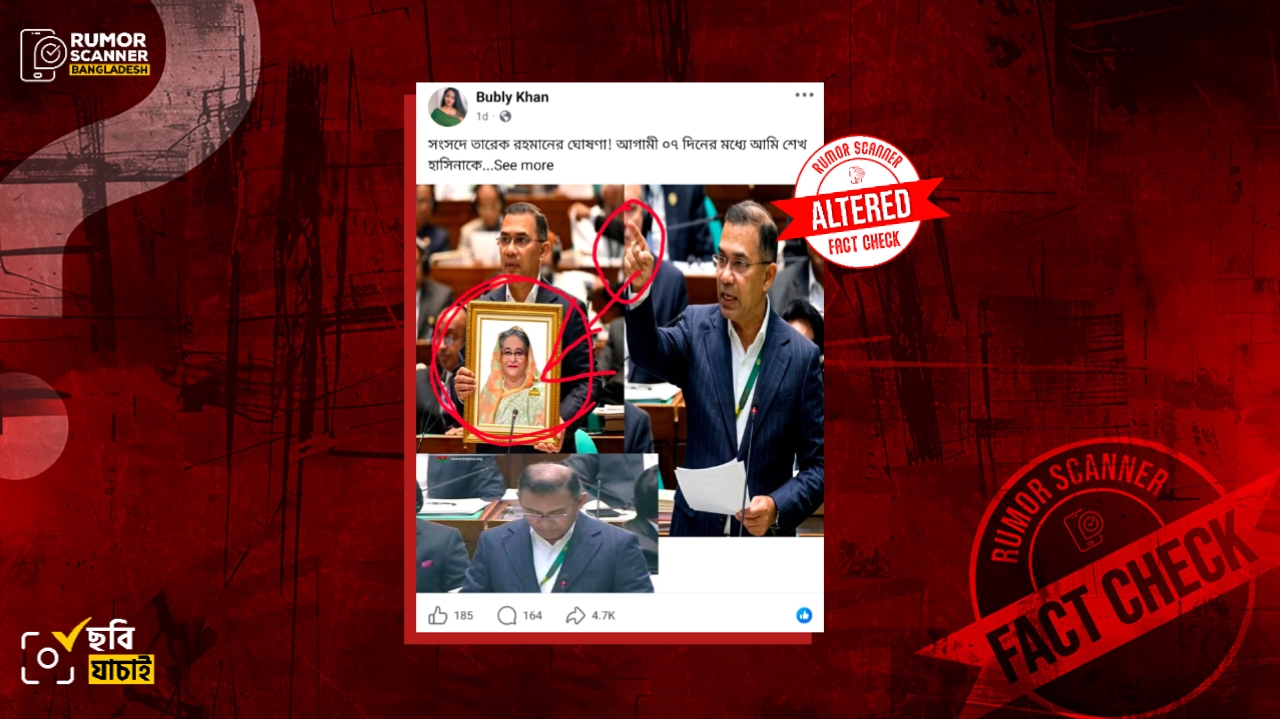 RUMOR
SCANNER
BANGLADESH
Bubly Khan
1d
সংসদে তারেক রহমানের ঘোষণা! আগামী ০৭ দিনের মধ্যে আমি শেখ
হাসিনাকে...See more
RUMOR SCANNER
ALTERED
FACT CHECK
185
164
4.7K
RUMOR SCANNER
FACT CHECK
ছবি
যাচাই